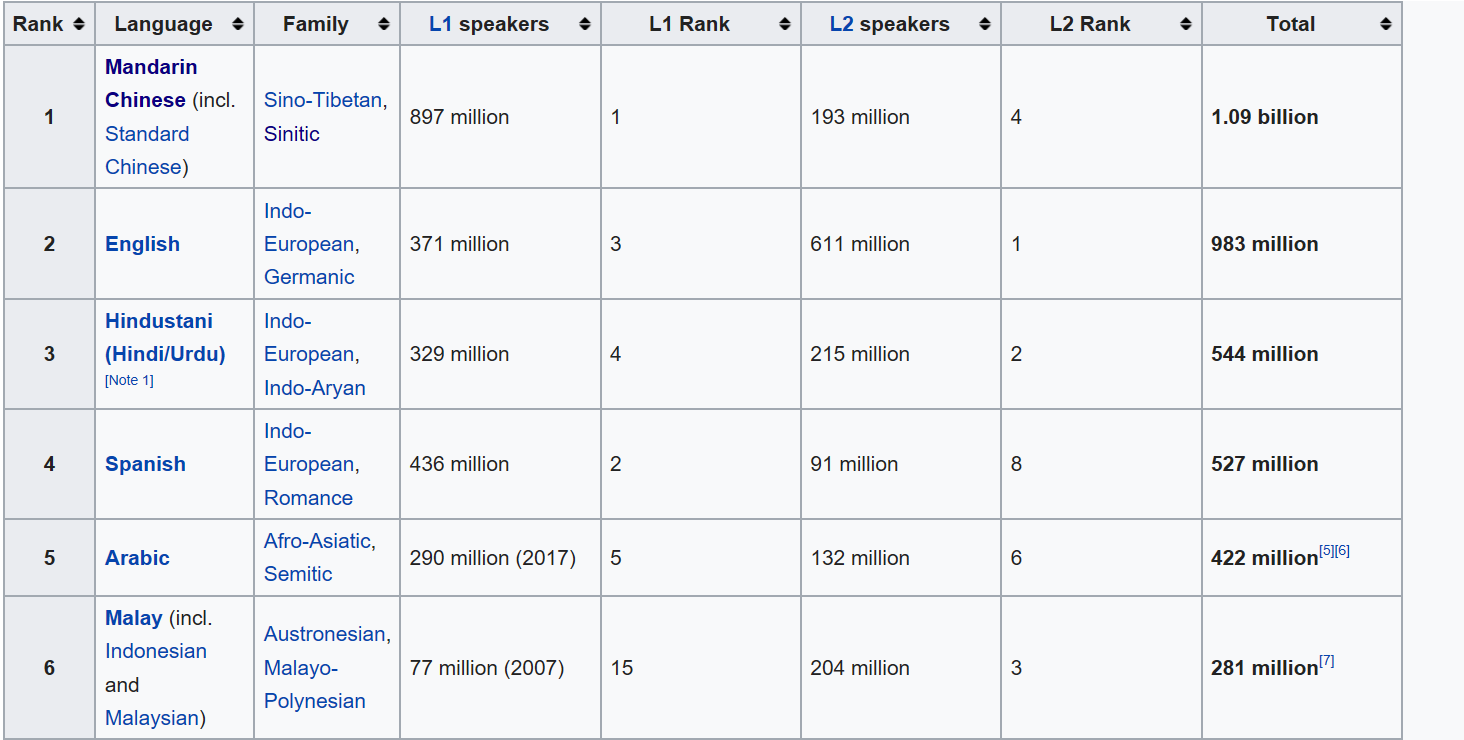 Rank Language Family L1 speakers L1 Rank L2 speakers L2 Rank Total
1 Mandarin Chinese (incl. Standard Chinese) Sino-Tibetan, Sinitic 897 million 1 193 million 4 1.09 billion
2 English Indo-European, Germanic 371 million 3 611 million 1 983 million
3 Hindustani (Hindi/Urdu) [Note 1] Indo-European, Indo-Aryan 329 million 4 215 million 2 544 million
4 Spanish Indo-European, Romance 436 million 2 91 million 8 527 million
5 Arabic Afro-Asiatic, Semitic 290 million (2017) 5 132 million 6 422 million[5][6]
6 Malay (incl. Indonesian and Malaysian) Austronesian, Malayo-Polynesian 77 million (2007) 15 204 million 3 281 million[7]